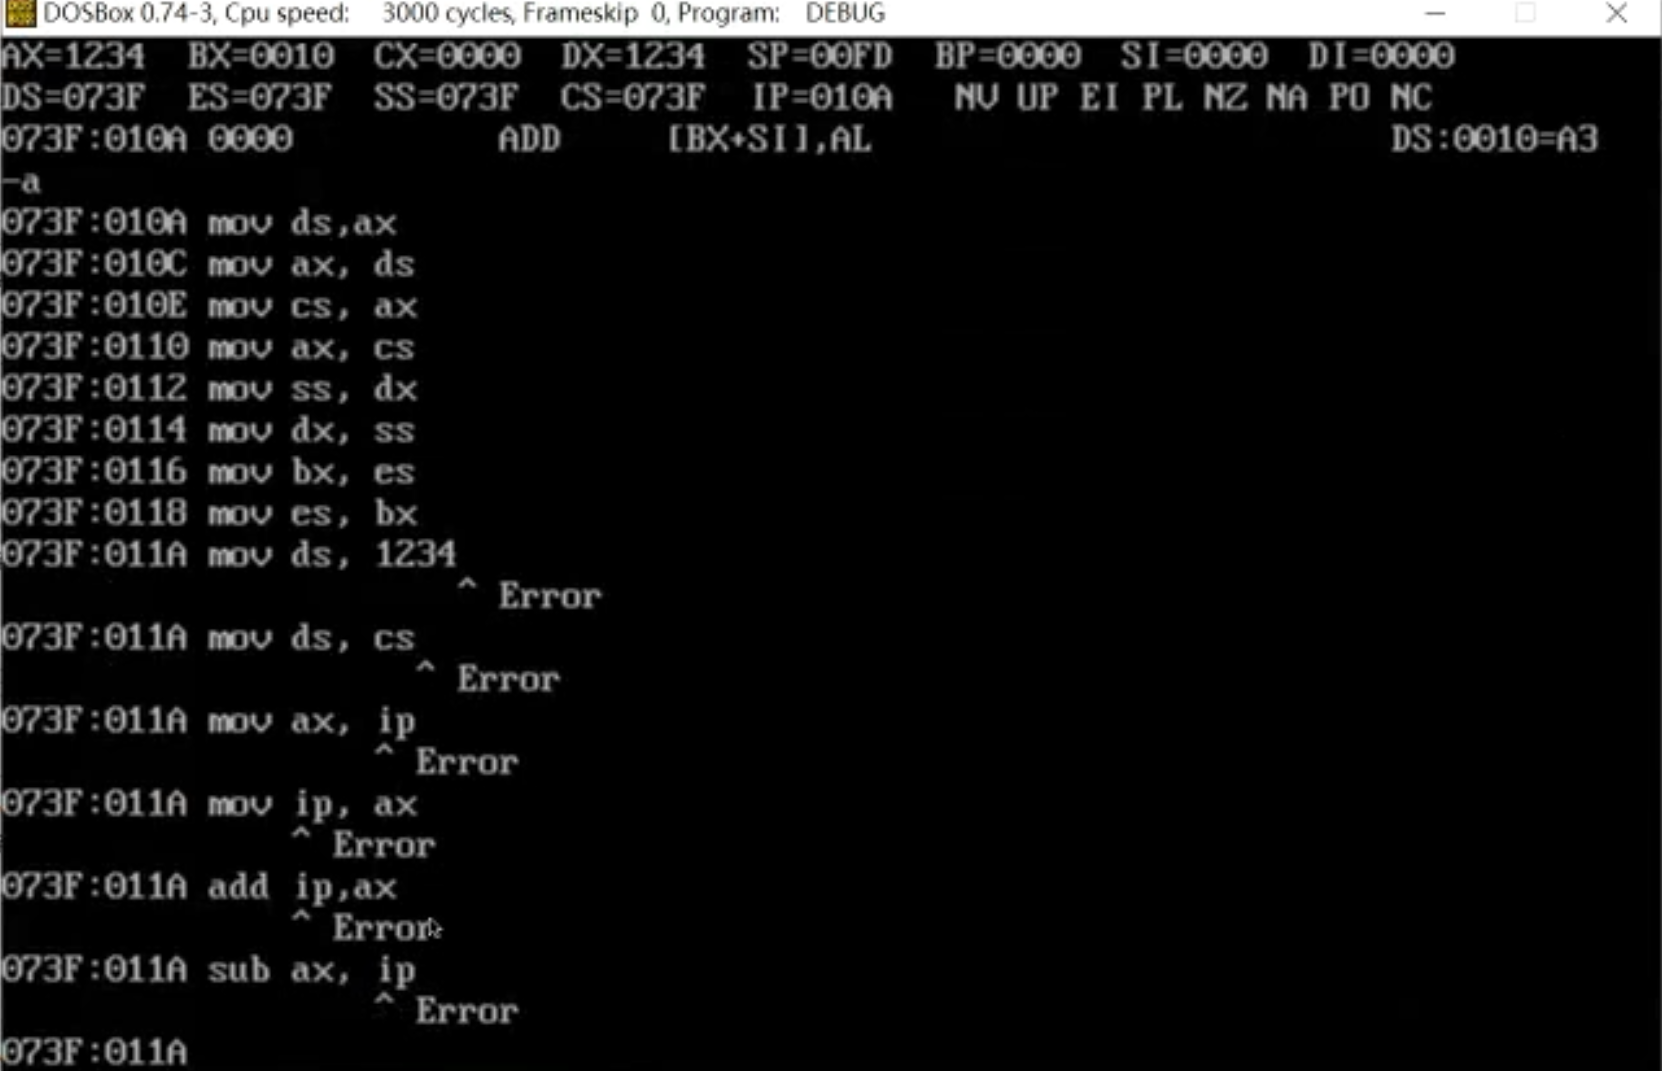 DOSBox 0.74-3, Cpu speed: 3000 cycles, Frameskip 0, Program: DEBUG
AX=1234 BX=0010 CX=0000 DX=1234 SP=00FD BP=0000 SI=0000 DI=0000
DS=073F ES=073F SS=073F CS=073F IP=010A NV UP EI PL NZ NA PO NC
073F:010A 0000 ADD [BX+SI],AL DS:0010=A3
-a
073F:010A mov ds,ax
073F:010C mov ax, ds
073F:010E mov cs, ax
073F:0110 mov ax, cs
073F:0112 mov ss, dx
073F:0114 mov dx, ss
073F:0116 mov bx, es
073F:0118 mov es, bx
073F:011A mov ds, 1234
^ Error
073F:011A mov ds, cs
^ Error
073F:011A mov ax, ip
^ Error
073F:011A mov ip, ax
^ Error
073F:011A add ip,ax
^ Error
073F:011A sub ax, ip
^ Error
073F:011A